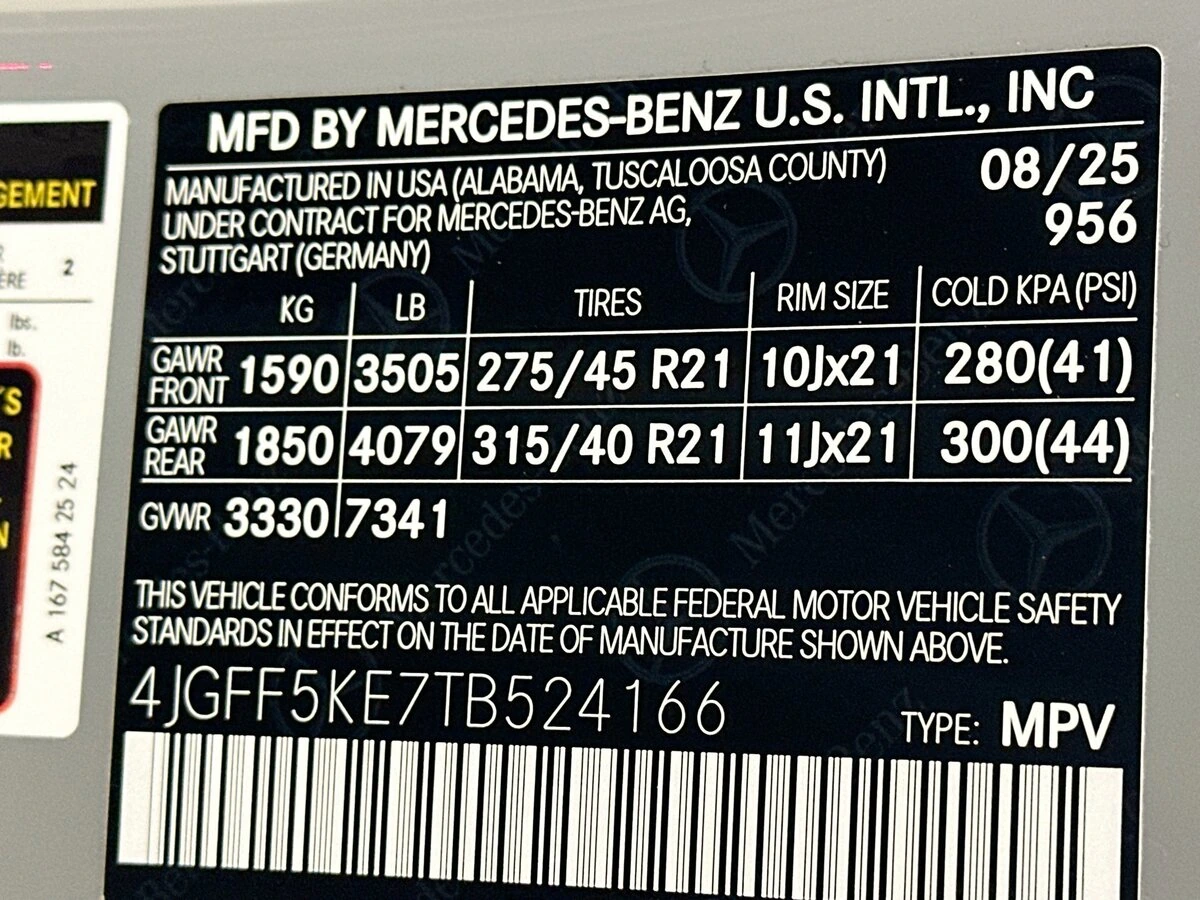 MFD BY MERCEDES-BENZ U.S. INTL., INC
MANUFACTURED IN USA (ALABAMA, TUSCALOOSA COUNTY) 08/25
UNDER CONTRACT FOR MERCEDES-BENZ AG, 956
STUTTGART (GERMANY)
KG LB TIRES RIM SIZE COLD KPA (PSI)
GAWR FRONT 1590 3505 275/45 R21 10Jx21 280(41)
GAWR REAR 1850 4079 315/40 R21 11Jx21 300(44)
GVWR 3330 7341
THIS VEHICLE CONFORMS TO ALL APPLICABLE FEDERAL MOTOR VEHICLE SAFETY
STANDARDS IN EFFECT ON THE DATE OF MANUFACTURE SHOWN ABOVE.
4JGFF5KE7TB524166
TYPE: MPV
GEMENT
ERE 2
lbs.
lb.
A 167 584 25 24